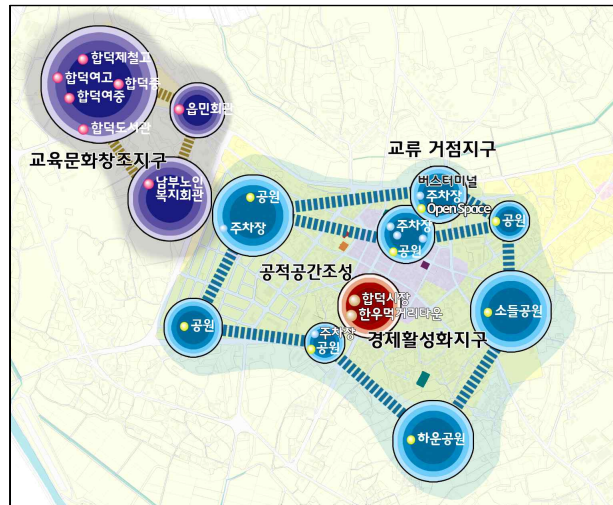 합덕제철고
합덕여고
합덕중
합덕여중
합덕도서관
읍민회관
교육문화창조지구
남부노인
복지회관
교류 거점지구
버스터미널
주차장
Open Space
공원
주차장
공원
공원
주차장
공적공간조성
합덕시장
한우먹거리타운
소들공원
경제활성화지구
공원
주차장
공원
하운공원